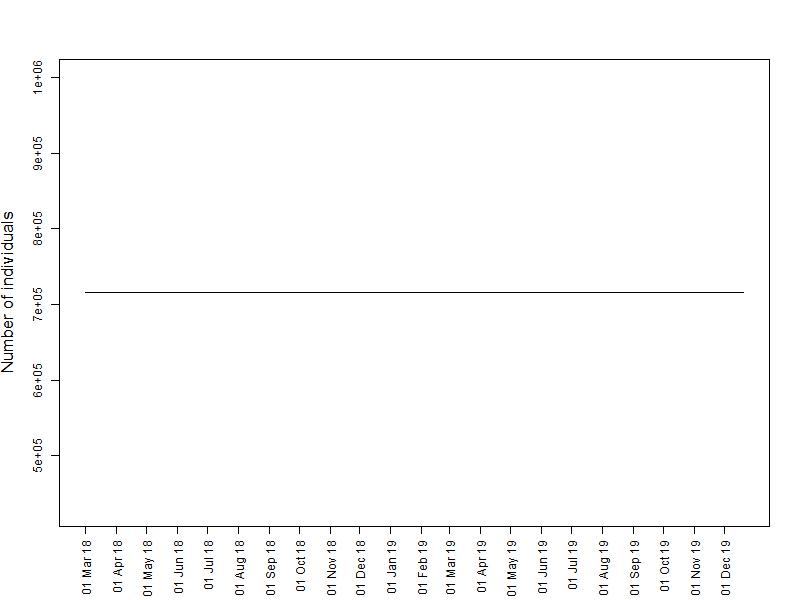 Number of individuals
1e+06
9e+05
8e+05
7e+05
6e+05
5e+05
01 Mar 18
01 Apr 18
01 May 18
01 Jun 18
01 Jul 18
01 Aug 18
01 Sep 18
01 Oct 18
01 Nov 18
01 Dec 18
01 Jan 19
01 Feb 19
01 Mar 19
01 Apr 19
01 May 19
01 Jun 19
01 Jul 19
01 Aug 19
01 Sep 19
01 Oct 19
01 Nov 19
01 Dec 19